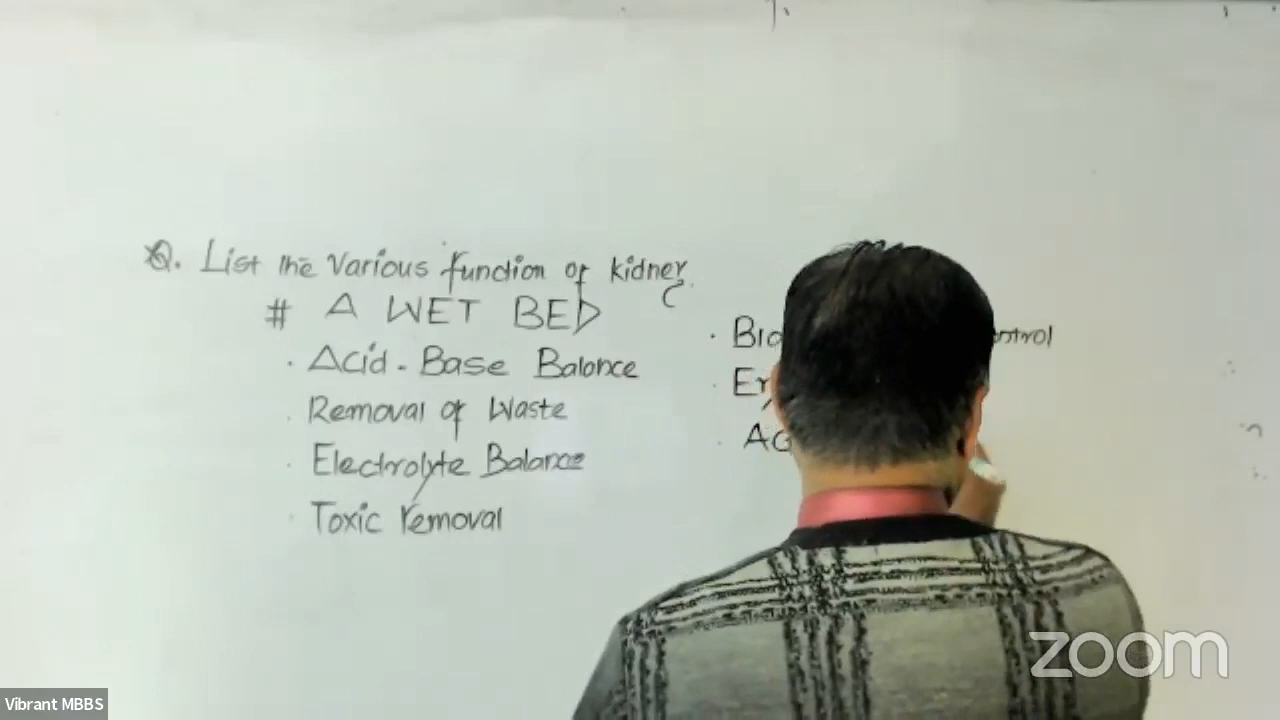 Q. List the various function of kidney.
# A WET BED
· Acid - Base Balance
· Removal of Waste
· Electrolyte Balance
· Toxic removal
·
·
·
zoom
Vibrant MBBS